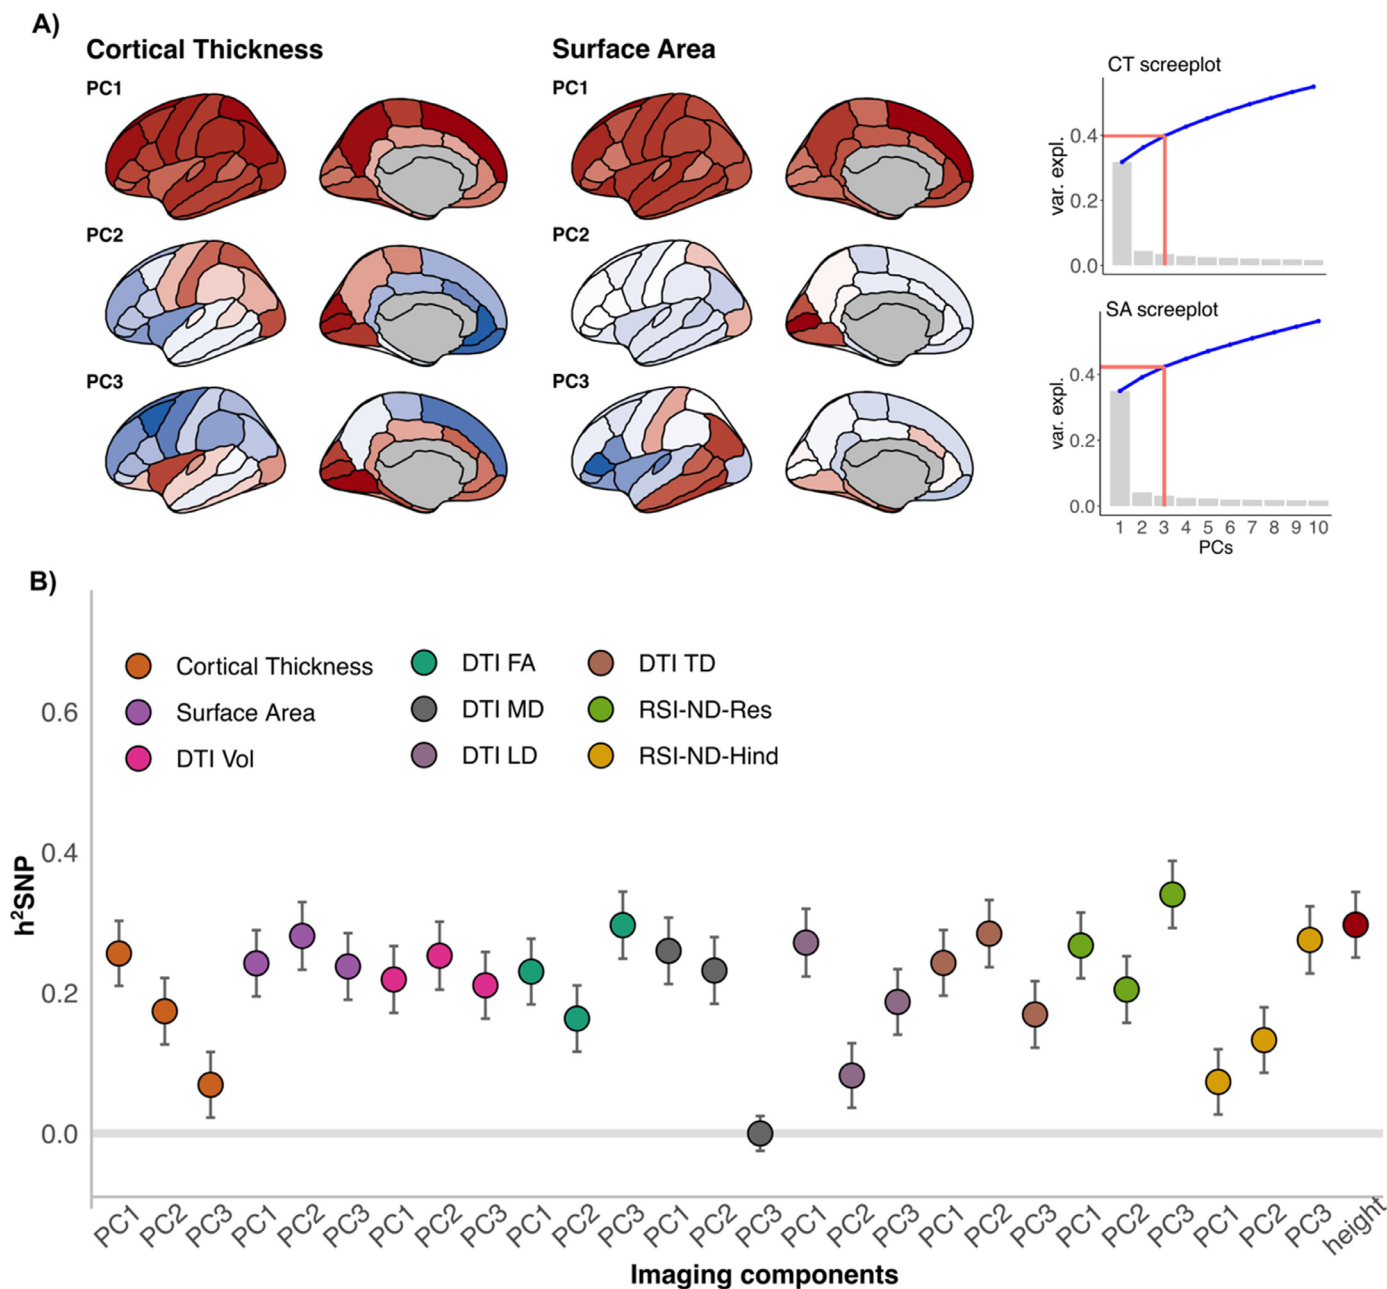 A)
Cortical Thickness
Surface Area
PC1
PC1
PC2
PC2
PC3
PC3
CT screeplot
var. expl.
0.4
0.2
0.0
SA screeplot
var. expl.
0.4
0.2
0.0
1 2 3 4 5 6 7 8 9 10
PCs
B)
h²SNP
0.6
0.4
0.2
0.0
Cortical Thickness
Surface Area
DTI Vol
DTI FA
DTI MD
DTI LD
DTI TD
RSI-ND-Res
RSI-ND-Hind
PC1 PC2 PC3 PC1 PC2 PC3 PC1 PC2 PC3 PC1 PC2 PC3 PC1 PC2 PC3 PC1 PC2 PC3 PC1 PC2 PC3 PC1 PC2 PC3 PC1 PC2 PC3 height
Imaging components